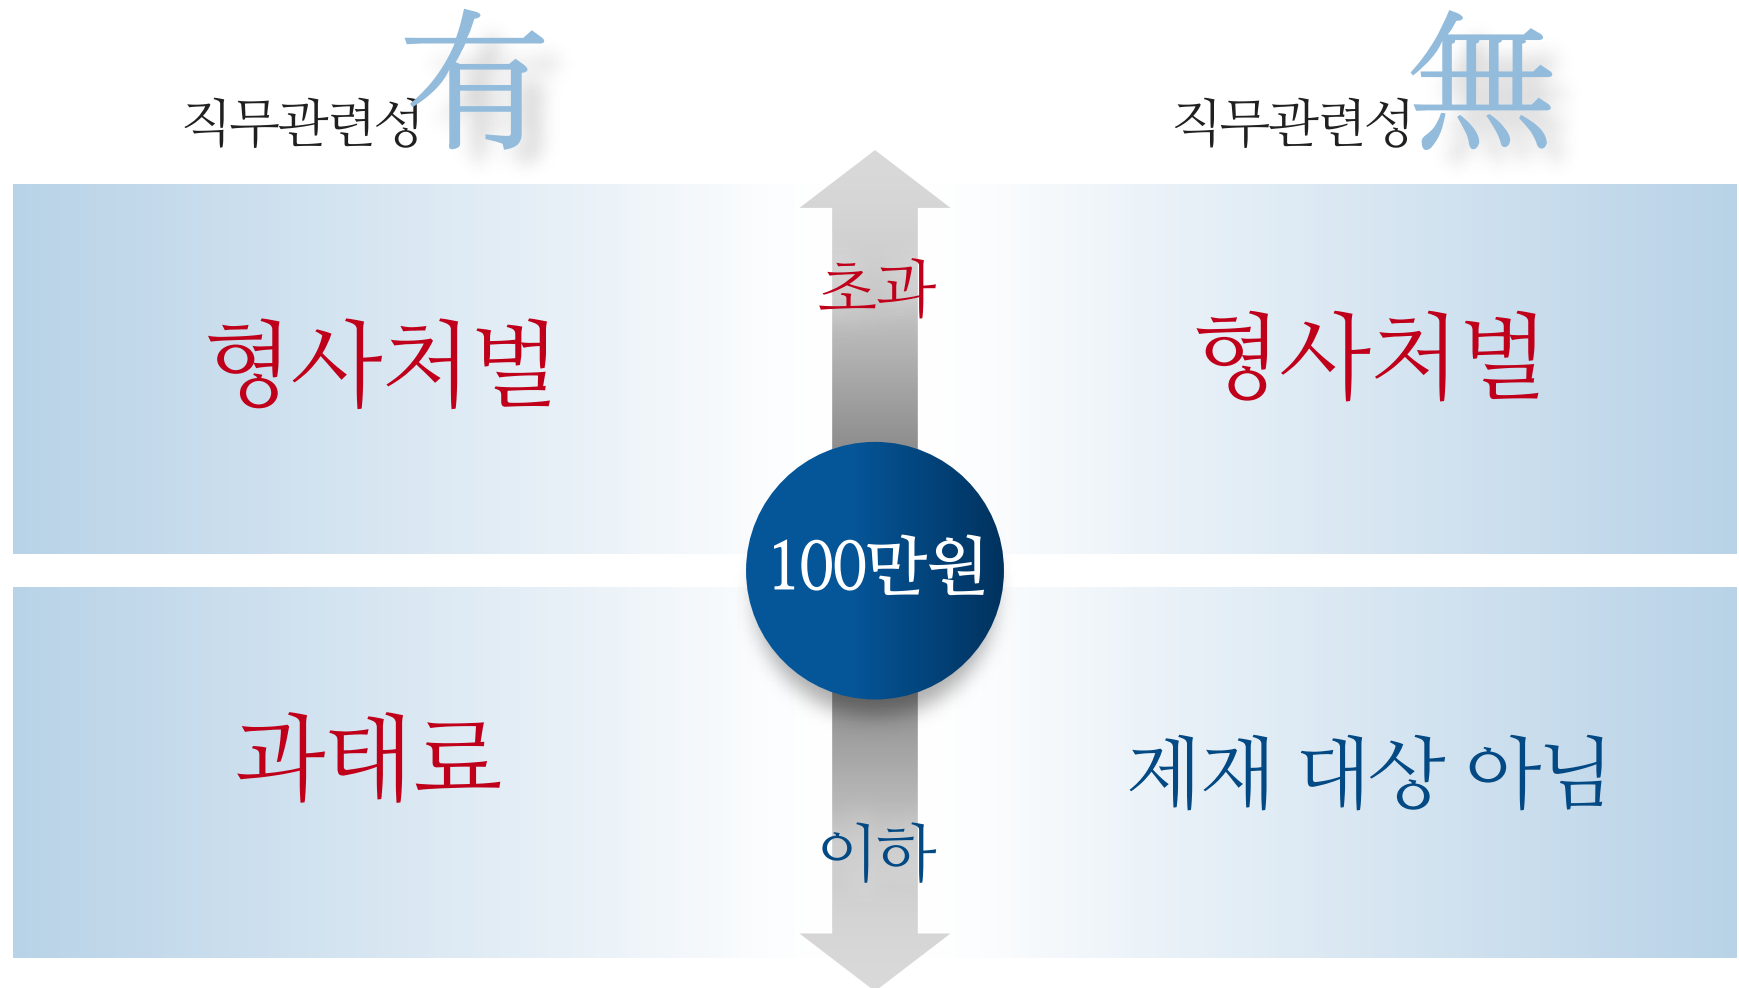 직무관련성 有
직무관련성 無
초과
형사처벌
형사처벌
100만원
과태료
제재 대상 아님
이하